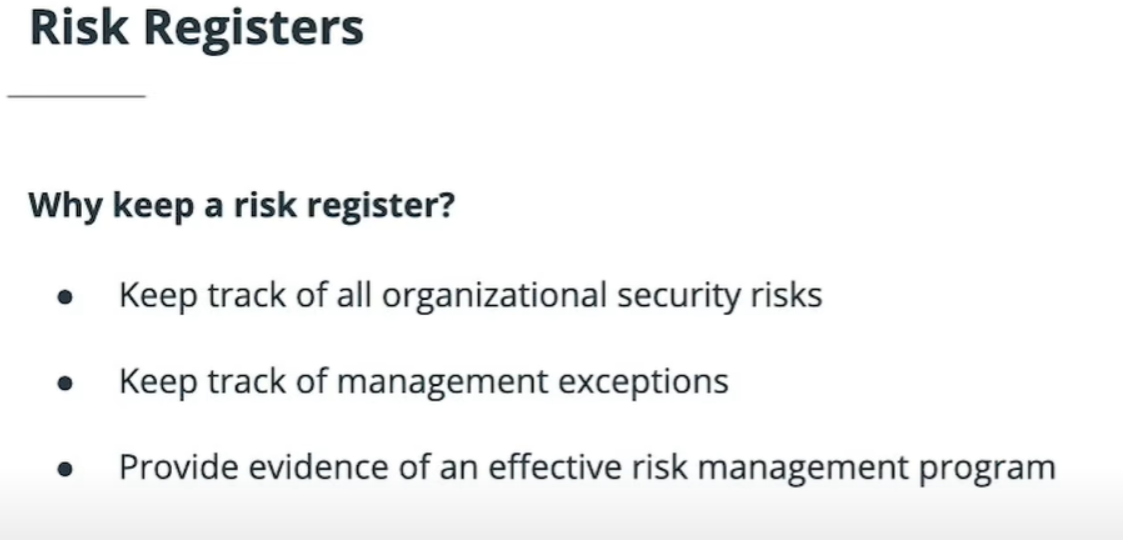 Risk Registers
Why keep a risk register?
● Keep track of all organizational security risks
● Keep track of management exceptions
● Provide evidence of an effective risk management program